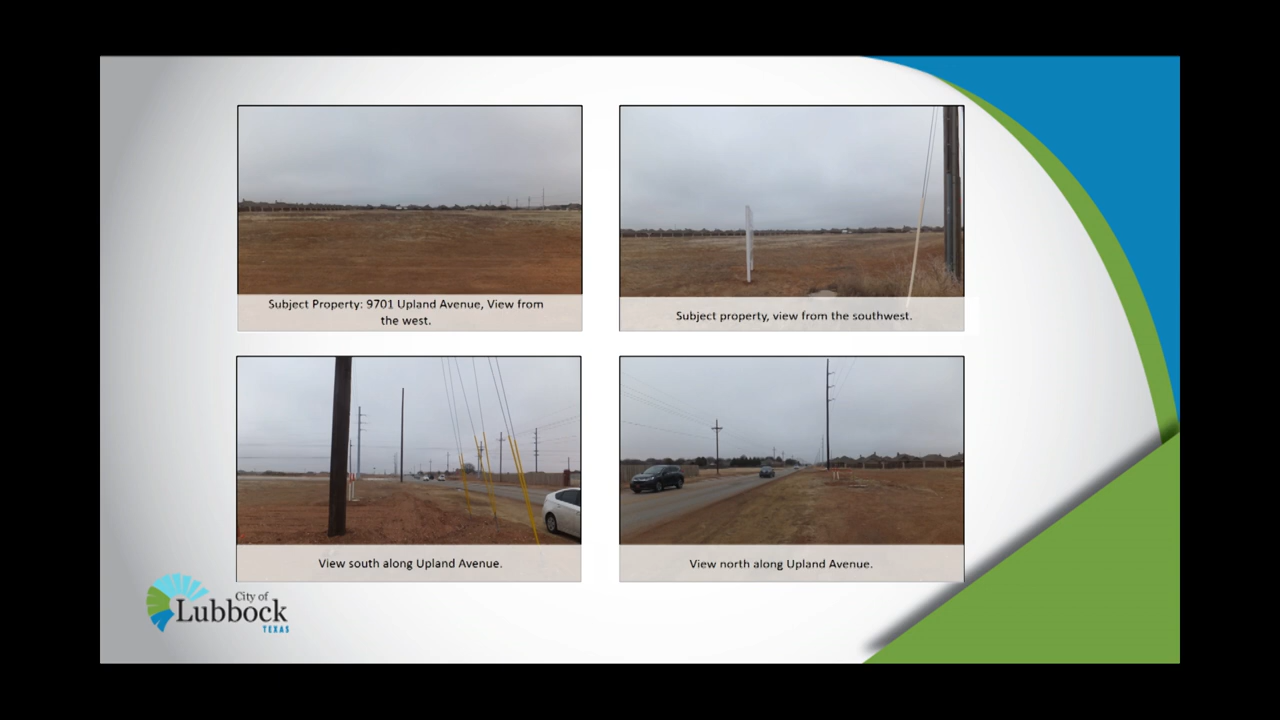 Subject Property: 9701 Upland Avenue, View from
the west.
Subject property, view from the southwest.
View south along Upland Avenue.
View north along Upland Avenue.
City of
Lubbock
TEXAS